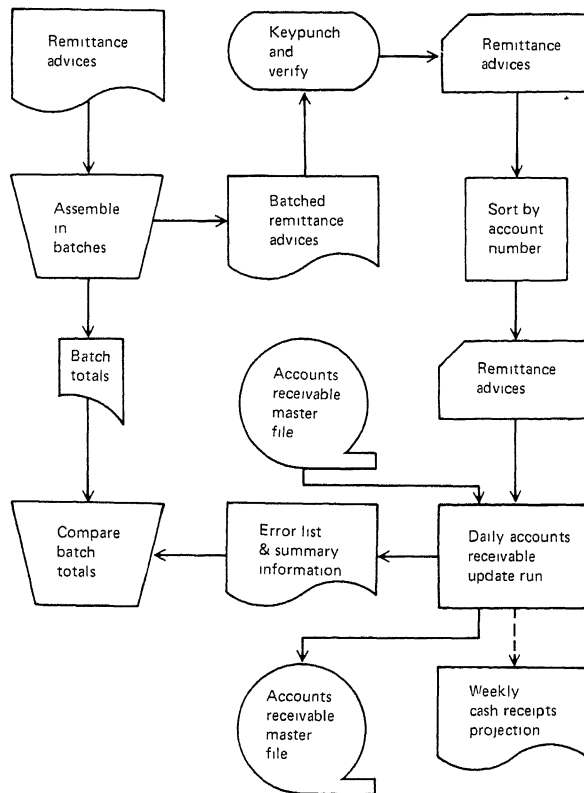 Remittance
advices
Keypunch
and
verify
Remittance
advices
Assemble
in
batches
Batched
remittance
advices
Sort by
account
number
Batch
totals
Accounts
receivable
master
file
Remittance
advices
Compare
batch
totals
Error list
& summary
information
Daily accounts
receivable
update run
Accounts
receivable
master
file
Weekly
cash receipts
projection